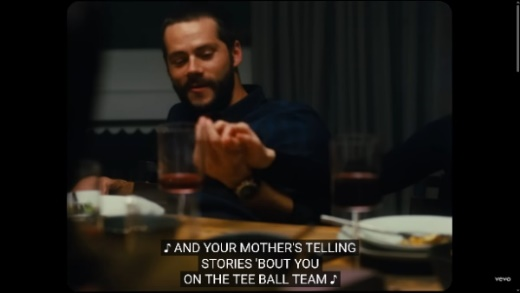 ♪ AND YOUR MOTHER'S TELLING
STORIES 'BOUT YOU
ON THE TEE BALL TEAM ♪
vevo